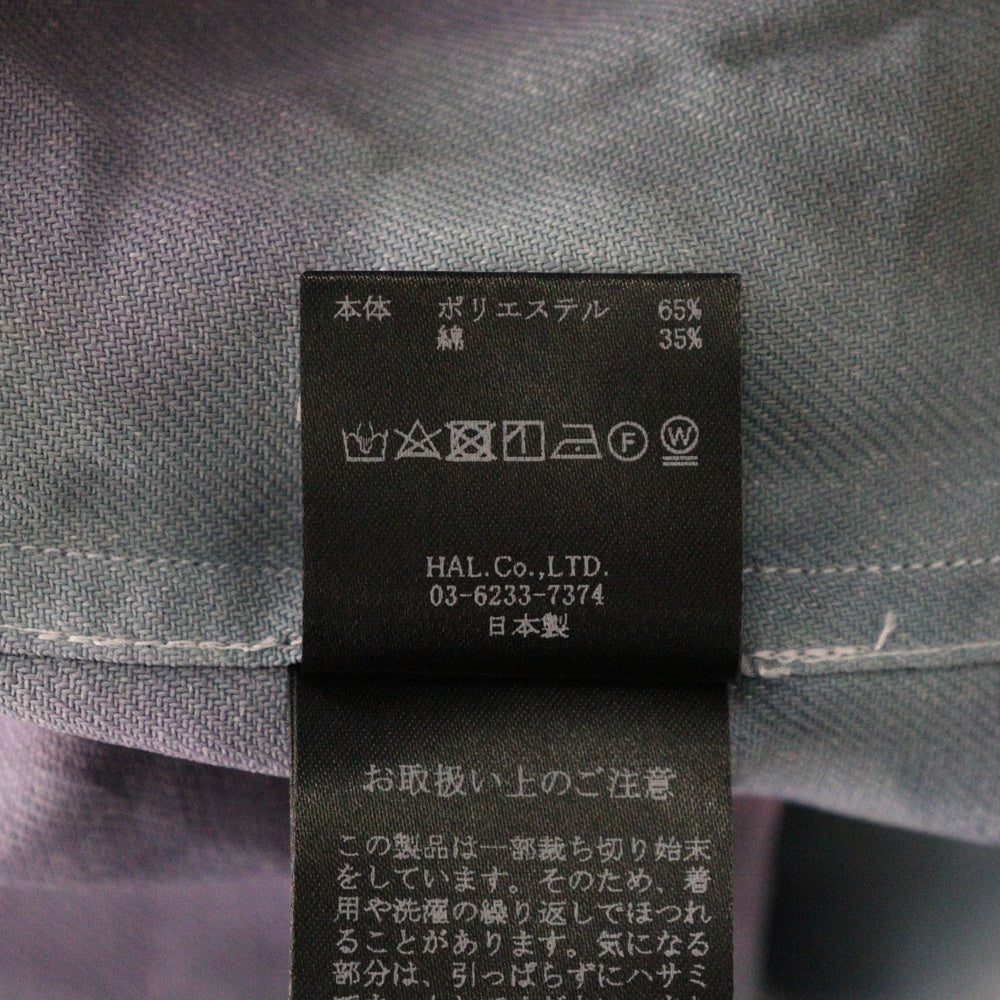 本体 ポリエステル 65%
綿 35%
F W
HAL.Co.,LTD.
03-6233-7374
日本製
お取扱い上のご注意
この製品は一部裁ち切り始末
をしています。そのため、着
用や洗濯の繰り返しでほつれ
ることがあります。気になる
部分は、引っぱらずにハサミ